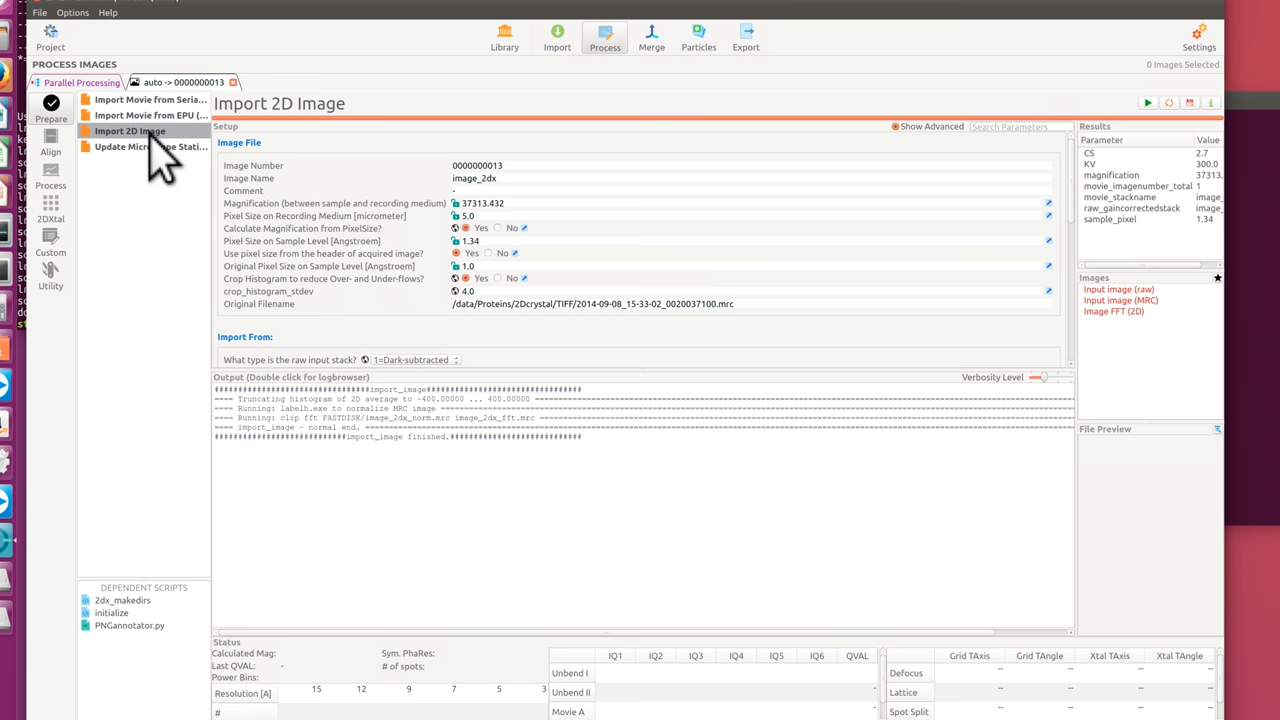 File Options Help
Project Library Import Process Merge Particles Export Settings
PROCESS IMAGES 0 Images Selected
Parallel Processing auto -> 0000000013
Prepare
Align
Process
2DXtal
Custom
Utility
Import Movie from Seria...
Import Movie from EPU (...
Import 2D Image
Update Micr pe Stati...
DEPENDENT SCRIPTS
2dx_makedirs
initialize
PNGannotator.py
Import 2D Image
Setup Show Advanced Search Parameters
Image File
Image Number 0000000013
Image Name image_2dx
Comment -
Magnification (between sample and recording medium) 37313.432
Pixel Size on Recording Medium [micrometer] 5.0
Calculate Magnification from PixelSize? Yes No
Pixel Size on Sample Level [Angstroem] 1.34
Use pixel size from the header of acquired image? Yes No
Original Pixel Size on Sample Level [Angstroem] 1.0
Crop Histogram to reduce Over- and Under-flows? Yes No
crop_histogram_stdev 4.0
Original Filename /data/Proteins/2Dcrystal/TIFF/2014-09-08_15-33-02_0020037100.mrc
Import From:
What type is the raw input stack? 1=Dark-subtracted
Output (Double click for logbrowser) Verbosity Level
##############################import_image##############################
==== Truncating histogram of 2D average to -400.00000 ... 400.00000
==== Running: labelh.exe to normalize MRC image
==== Running: clip fft FASTDISK/image_2dx_norm.mrc image_2dx_fft.mrc
==== import_image - normal end.
##########################import_image finished.##########################
Results
Parameter Value
CS 2.7
KV 300.0
magnification 37313.
movie_imagenumber_total 1
movie_stackname image_
raw_gaincorrectedstack image_
sample_pixel 1.34
Images
Input image (raw)
Input image (MRC)
Image FFT (2D)
File Preview
Status
Calculated Mag: Sym. PhaRes:
Last QVAL: - # of spots:
Power Bins:
Resolution [A] 15 12 9 7 5 3
#
IQ1 IQ2 IQ3 IQ4 IQ5 IQ6 QVAL
Unbend I
Unbend II -
Movie A -
Grid TAxis Grid TAngle Xtal TAxis Xtal TAngle
Defocus -- -- -- --
Lattice -- -- -- --
Spot Split -- -- -- --